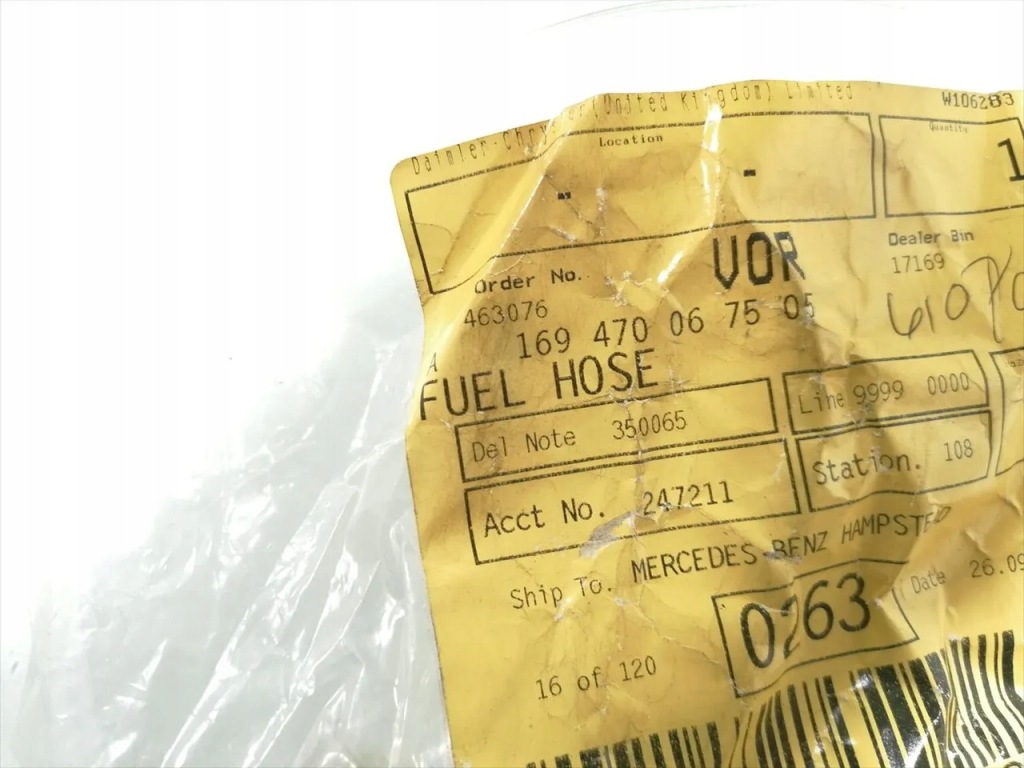 Daimler-Chrysler (United Kingdom) Limited W106283
Location Quantity
- - 1
Order No. VOR Dealer Bin
463076 17169
A 169 470 06 75 05 610
FUEL HOSE
Del Note 350065 Line 9999 0000
Acct No. 247211 Station. 108
Ship To. MERCEDES-BENZ HAMPSTED
0263 Date 26.09
16 of 120